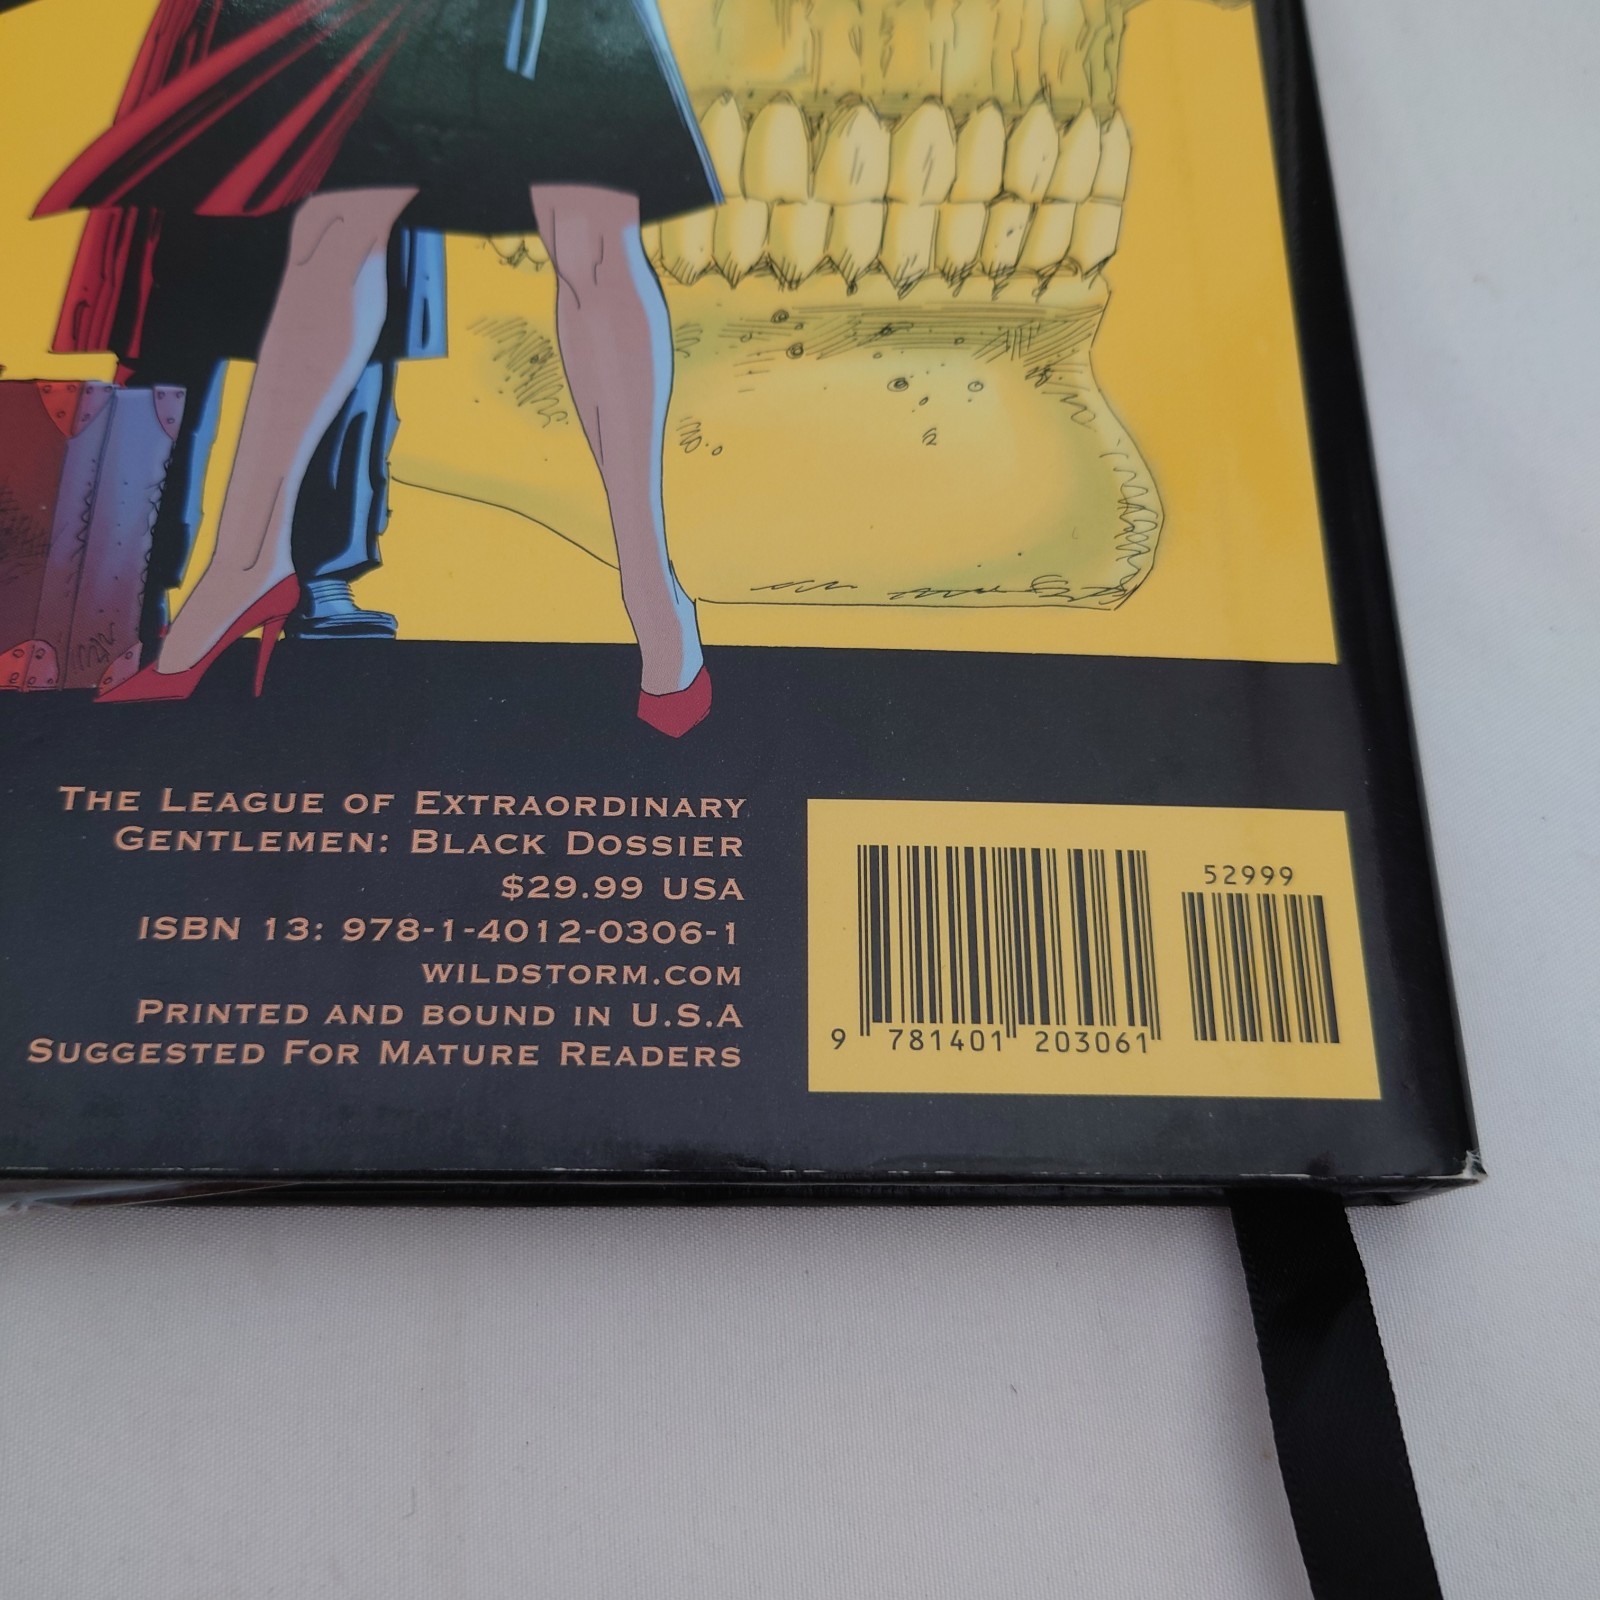 THE LEAGUE OF EXTRAORDINARY
GENTLEMEN: BLACK DOSSIER
$29.99 USA
ISBN 13: 978-1-4012-0306-1
WILDSTORM.COM
PRINTED AND BOUND IN U.S.A
SUGGESTED FOR MATURE READERS
52999
9 781401 203061